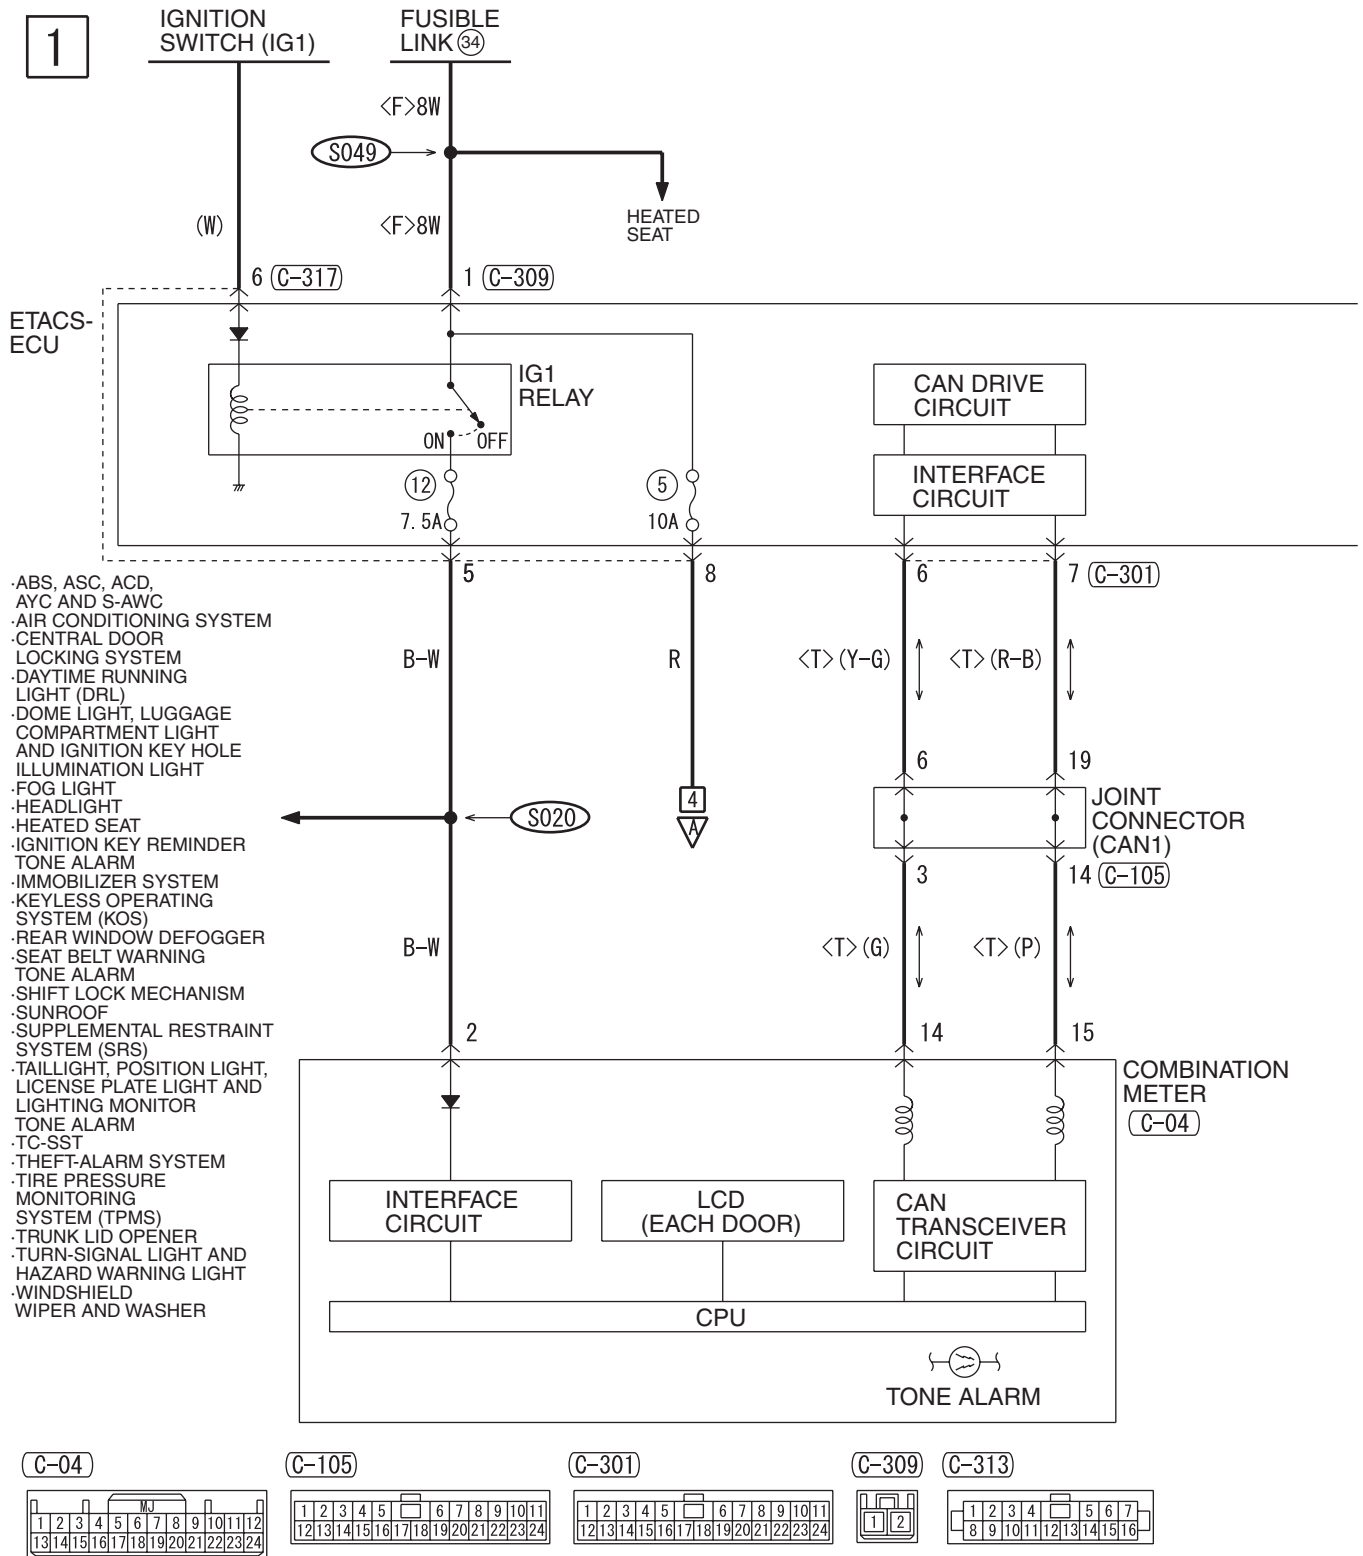 1
IGNITION
SWITCH (IG1)
FUSIBLE
LINK 34
<F>8W
S049
HEATED
SEAT
(W)
<F>8W
6 C-317
1 C-309
ETACS-
ECU
IG1
RELAY
ON
OFF
CAN DRIVE
CIRCUIT
INTERFACE
CIRCUIT
12
7.5A
5
10A
5
8
6
7 C-301
·ABS, ASC, ACD,
AYC AND S-AWC
·AIR CONDITIONING SYSTEM
·CENTRAL DOOR
LOCKING SYSTEM
·DAYTIME RUNNING
LIGHT (DRL)
·DOME LIGHT, LUGGAGE
COMPARTMENT LIGHT
AND IGNITION KEY HOLE
ILLUMINATION LIGHT
·FOG LIGHT
·HEADLIGHT
·HEATED SEAT
·IGNITION KEY REMINDER
TONE ALARM
·IMMOBILIZER SYSTEM
·KEYLESS OPERATING
SYSTEM (KOS)
·REAR WINDOW DEFOGGER
·SEAT BELT WARNING
TONE ALARM
·SHIFT LOCK MECHANISM
·SUNROOF
·SUPPLEMENTAL RESTRAINT
SYSTEM (SRS)
·TAILLIGHT, POSITION LIGHT,
LICENSE PLATE LIGHT AND
LIGHTING MONITOR
TONE ALARM
·TC-SST
·THEFT-ALARM SYSTEM
·TIRE PRESSURE
MONITORING
SYSTEM (TPMS)
·TRUNK LID OPENER
·TURN-SIGNAL LIGHT AND
HAZARD WARNING LIGHT
·WINDSHIELD
WIPER AND WASHER
B-W
R
<T>(Y-G)
<T>(R-B)
6
19
4
A
S020
JOINT
CONNECTOR
(CAN1)
3
14 C-105
B-W
<T>(G)
<T>(P)
2
14
15
COMBINATION
METER
C-04
INTERFACE
CIRCUIT
LCD
(EACH DOOR)
CAN
TRANSCEIVER
CIRCUIT
CPU
TONE ALARM
C-04
MJ
1 2 3 4 5 6 7 8 9 10 11 12
13 14 15 16 17 18 19 20 21 22 23 24
C-105
1 2 3 4 5 6 7 8 9 10 11
12 13 14 15 16 17 18 19 20 21 22 23 24
C-301
1 2 3 4 5 6 7 8 9 10 11
12 13 14 15 16 17 18 19 20 21 22 23 24
C-309
1 2
C-313
1 2 3 4 5 6 7
8 9 10 11 12 13 14 15 16